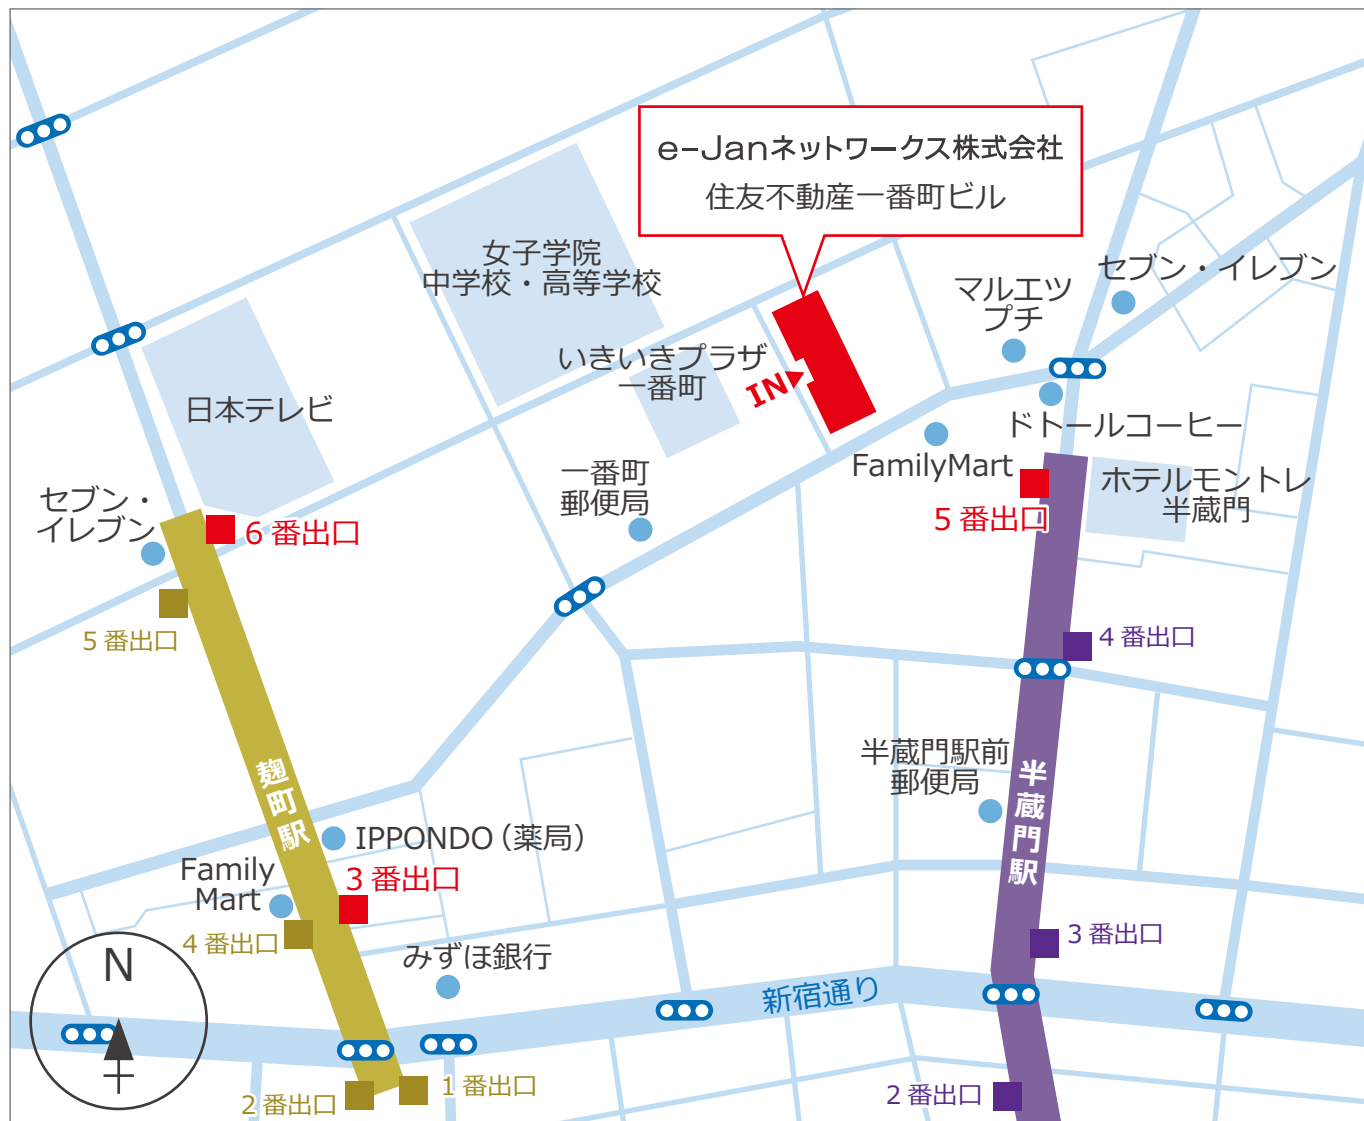 e-Janネットワークス株式会社
住友不動産一番町ビル
女子学院
中学校・高等学校
セブン・イレブン
マルエツ
プチ
いきいきプラザ
一番町
IN
日本テレビ
ドトールコーヒー
FamilyMart
一番町
郵便局
ホテルモントレ
半蔵門
セブン・
イレブン
5番出口
6番出口
5番出口
4番出口
麹町駅
半蔵門駅前
郵便局
半蔵門駅
IPPONDO（薬局）
Family
Mart
3番出口
4番出口
3番出口
みずほ銀行
N
新宿通り
1番出口
2番出口
2番出口